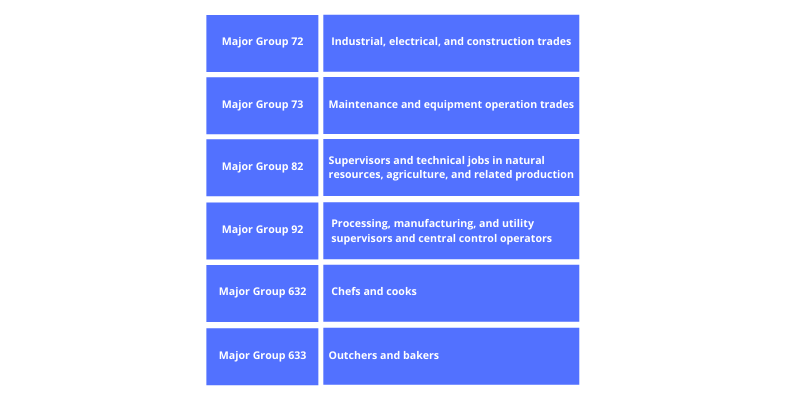 Major Group 72
Industrial, electrical, and construction trades
Major Group 73
Maintenance and equipment operation trades
Major Group 82
Supervisors and technical jobs in natural
resources, agriculture, and related production
Major Group 92
Processing, manufacturing, and utility
supervisors and central control operators
Major Group 632
Chefs and cooks
Major Group 633
Outchers and bakers